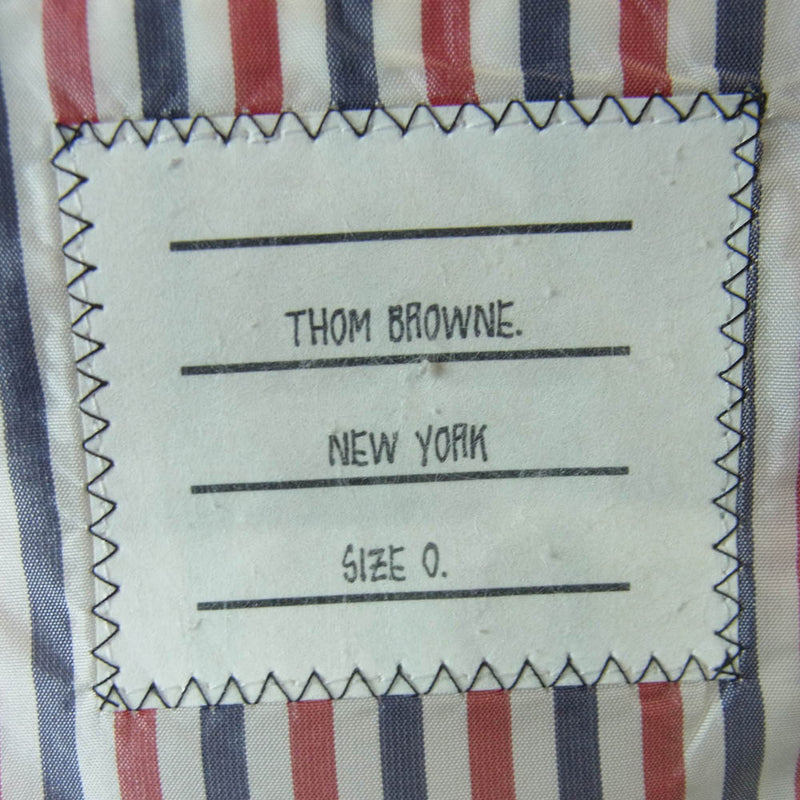 THOM BROWNE.
NEW YORK
SIZE 0.